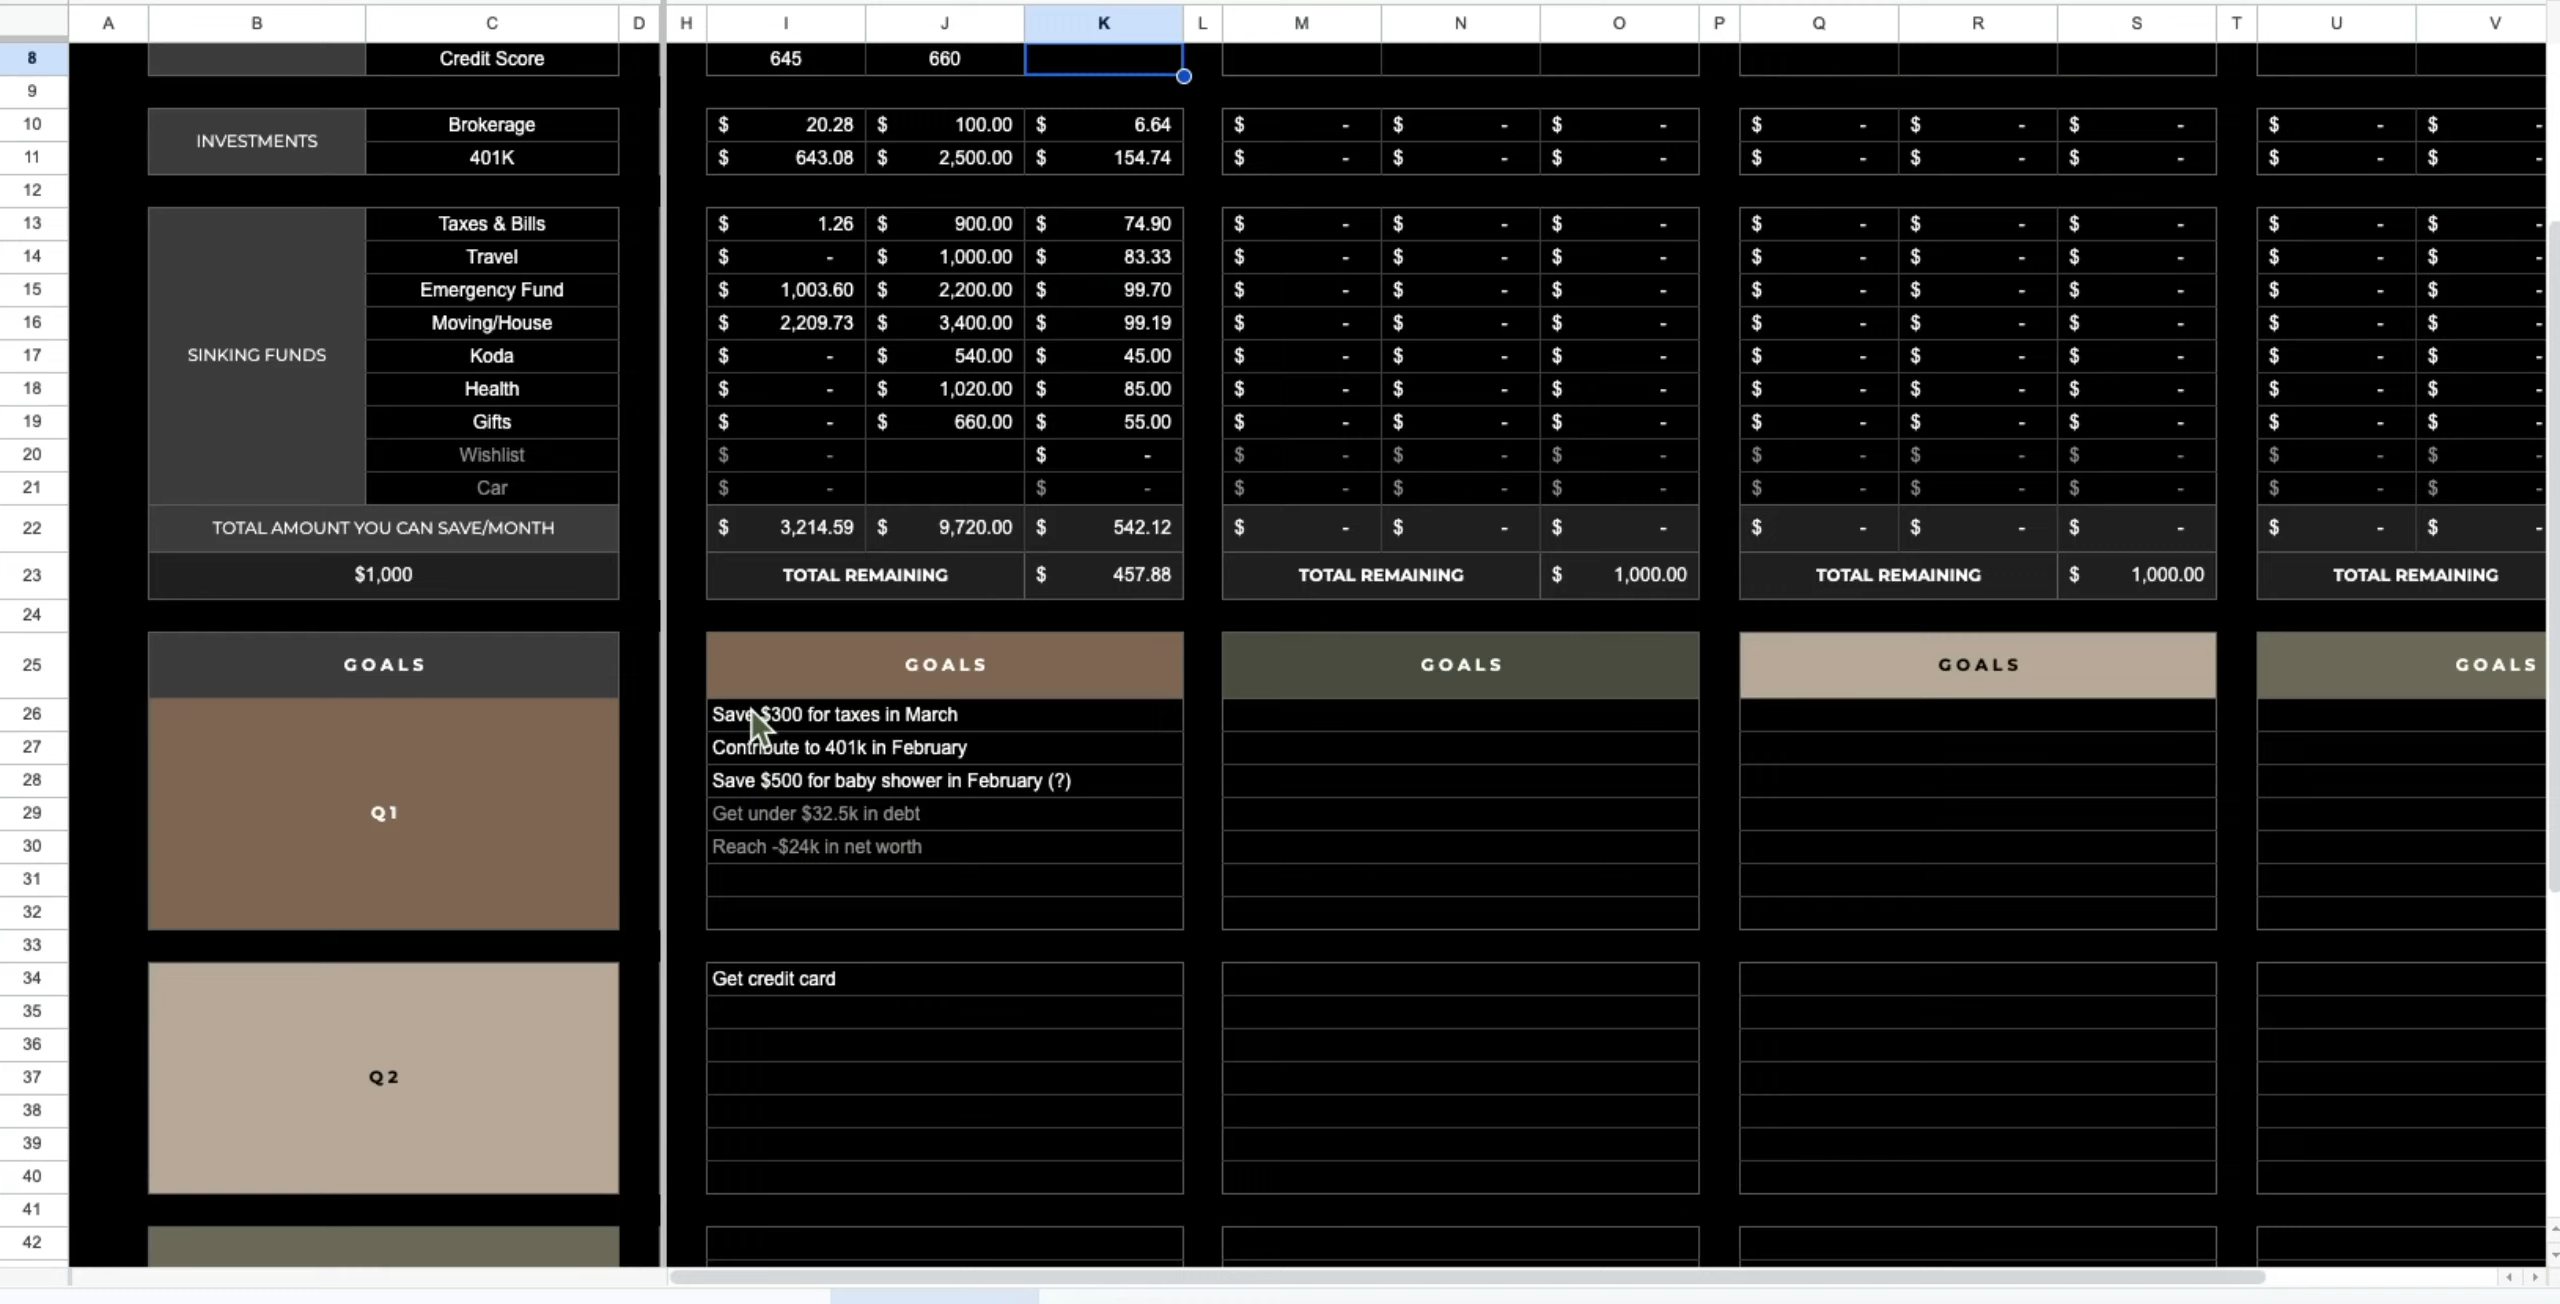 A B C D H I J K L M N O P Q R S T U V
8 Credit Score 645 660
9
10 Brokerage $ 20.28 $ 100.00 $ 6.64 $ - $ - $ - $ - $ - $ - $ - $ -
INVESTMENTS
11 401K $ 643.08 $ 2,500.00 $ 154.74 $ - $ - $ - $ - $ - $ - $ - $ -
12
13 Taxes & Bills $ 1.26 $ 900.00 $ 74.90 $ - $ - $ - $ - $ - $ - $ - $ -
14 Travel $ - $ 1,000.00 $ 83.33 $ - $ - $ - $ - $ - $ - $ - $ -
15 Emergency Fund $ 1,003.60 $ 2,200.00 $ 99.70 $ - $ - $ - $ - $ - $ - $ - $ -
16 Moving/House $ 2,209.73 $ 3,400.00 $ 99.19 $ - $ - $ - $ - $ - $ - $ - $ -
17 SINKING FUNDS Koda $ - $ 540.00 $ 45.00 $ - $ - $ - $ - $ - $ - $ - $ -
18 Health $ - $ 1,020.00 $ 85.00 $ - $ - $ - $ - $ - $ - $ - $ -
19 Gifts $ - $ 660.00 $ 55.00 $ - $ - $ - $ - $ - $ - $ - $ -
20 Wishlist $ - $ - $ - $ - $ - $ - $ - $ - $ - $ -
21 Car $ - $ - $ - $ - $ - $ - $ - $ - $ - $ -
22 TOTAL AMOUNT YOU CAN SAVE/MONTH $ 3,214.59 $ 9,720.00 $ 542.12 $ - $ - $ - $ - $ - $ - $ - $ -
23 $1,000 TOTAL REMAINING $ 457.88 TOTAL REMAINING $ 1,000.00 TOTAL REMAINING $ 1,000.00 TOTAL REMAINING
24
25 GOALS GOALS GOALS GOALS GOALS
26 Save $300 for taxes in March
27 Contribute to 401k in February
28 Save $500 for baby shower in February (?)
29 Q1 Get under $32.5k in debt
30 Reach -$24k in net worth
31
32
33
34 Get credit card
35
36
37 Q2
38
39
40
41
42